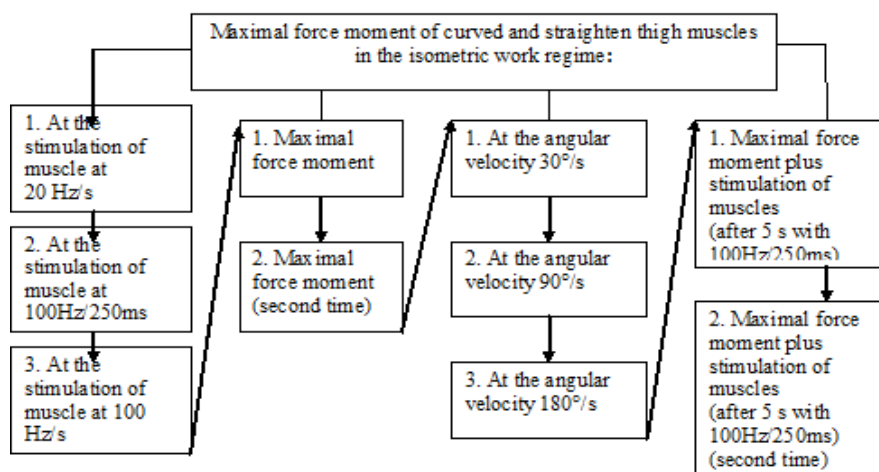 Maximal force moment of curved and straighten thigh muscles
in the isometric work regime:
1. At the
stimulation of
muscle at
20 Hz/s
2. At the
stimulation of
muscle at
100Hz/250ms
3. At the
stimulation of
muscle at 100
Hz/s
1. Maximal
force moment
2. Maximal
force moment
(second time)
1. At the angular
velocity 30°/s
2. At the angular
velocity 90°/s
3. At the angular
velocity 180°/s
1. Maximal force
moment plus
stimulation of
muscles
(after 5 s with
100Hz/250ms)
2. Maximal force
moment plus
stimulation of
muscles
(after 5 s with
100Hz/250ms)
(second time)